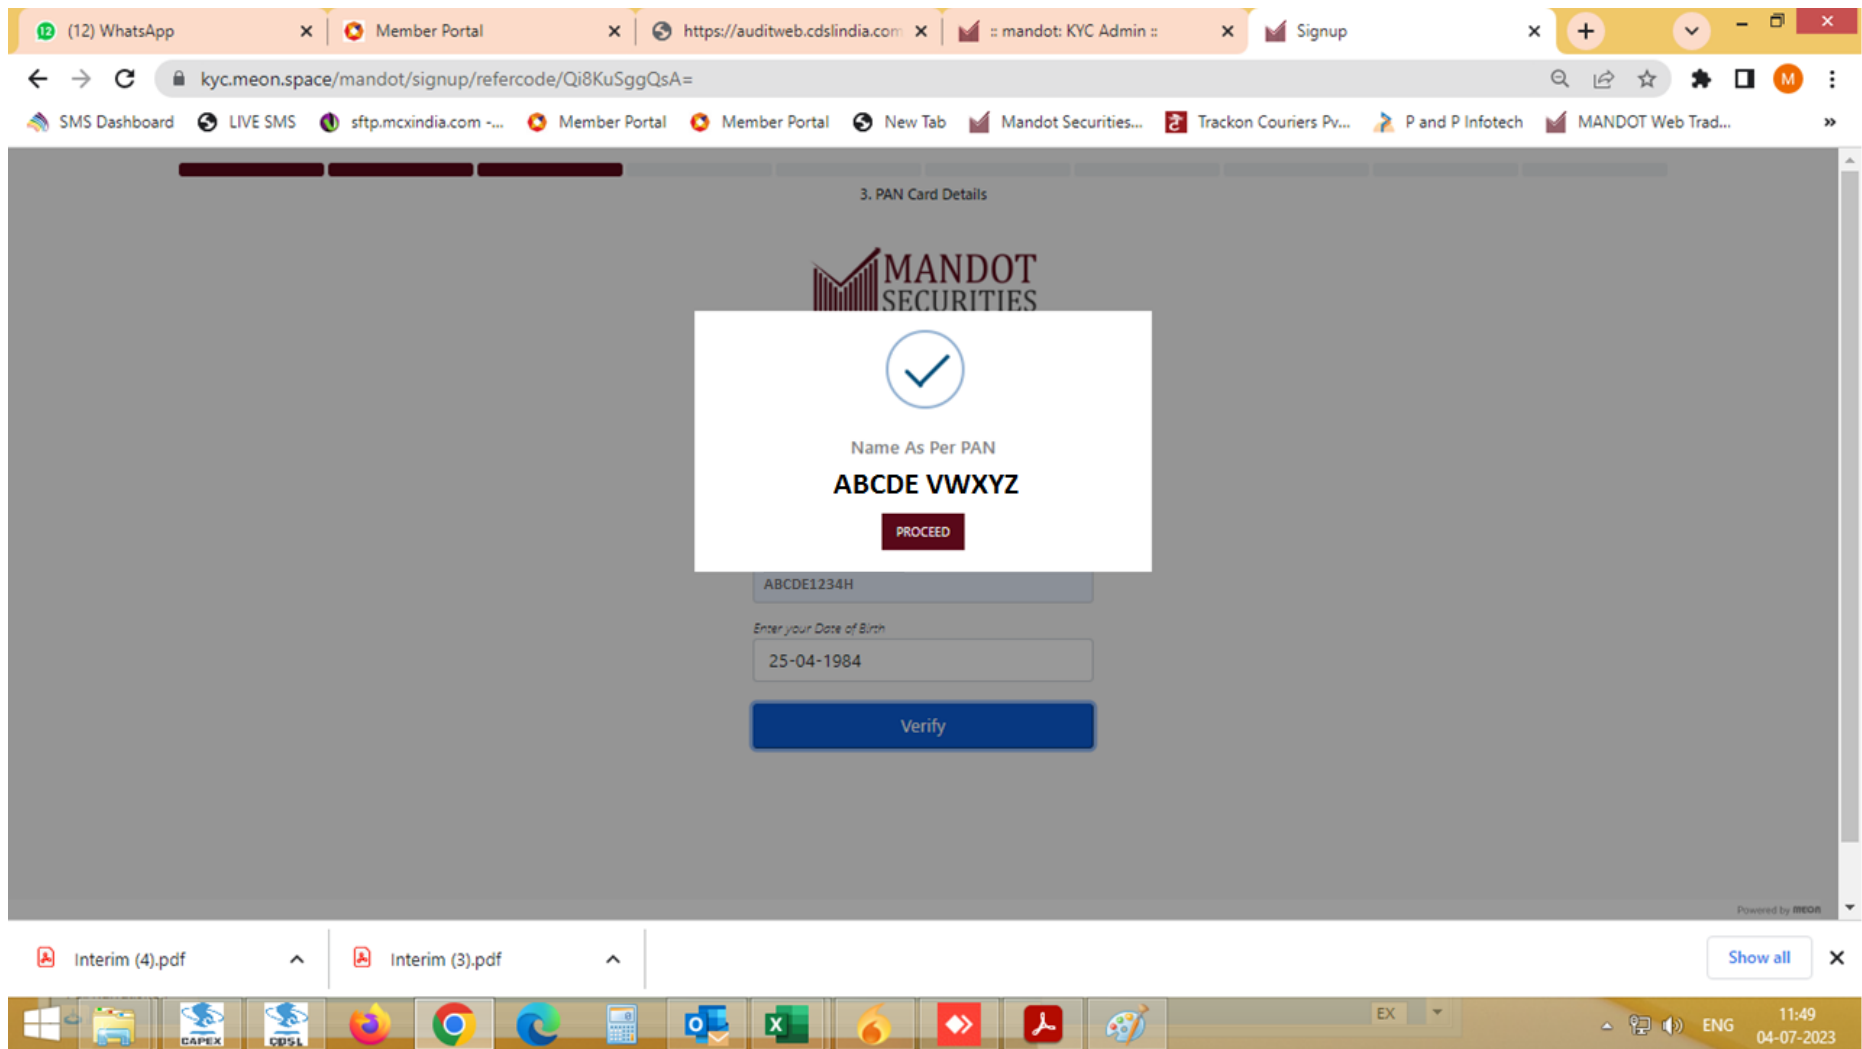 (12) WhatsApp
Member Portal
https://auditweb.cdslindia.com
:: mandot: KYC Admin ::
Signup
kyc.meon.space/mandot/signup/refercode/Qi8KuSggQsA=
M
SMS Dashboard
LIVE SMS
sftp.mcxindia.com -...
Member Portal
Member Portal
New Tab
Mandot Securities...
Trackon Couriers Pv...
P and P Infotech
MANDOT Web Trad...
3. PAN Card Details
MANDOT
SECURITIES
Name As Per PAN
ABCDE VWXYZ
PROCEED
ABCDE1234H
Enter your Date of Birth
25-04-1984
Verify
Powered by meon
Interim (4).pdf
Interim (3).pdf
Show all
CAPEX
CDSL
EX
ENG
11:49
04-07-2023